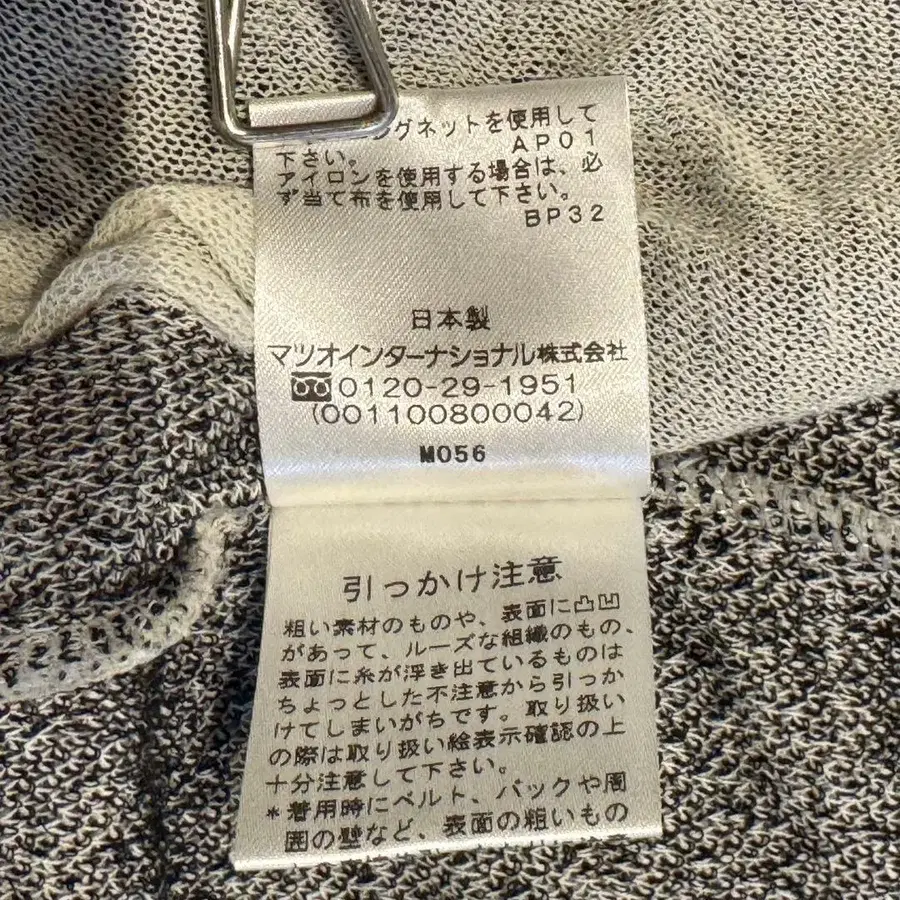 グネットを使用して
下さい。 AP01
アイロンを使用する場合は、必
ず当て布を使用して下さい。
BP32
日本製
マツオインターナショナル株式会社
0120-29-1951
(001100800042)
M056
引っかけ注意
粗い素材のものや、表面に凸凹
があって、ルーズな組織のもの、
表面に糸が浮き出ているものは
ちょっとした不注意から引っか
けてしまいがちです。取り扱い
の際は取り扱い絵表示確認の上
十分注意して下さい。
*着用時にベルト、バックや周
囲の壁など、表面の粗いもの